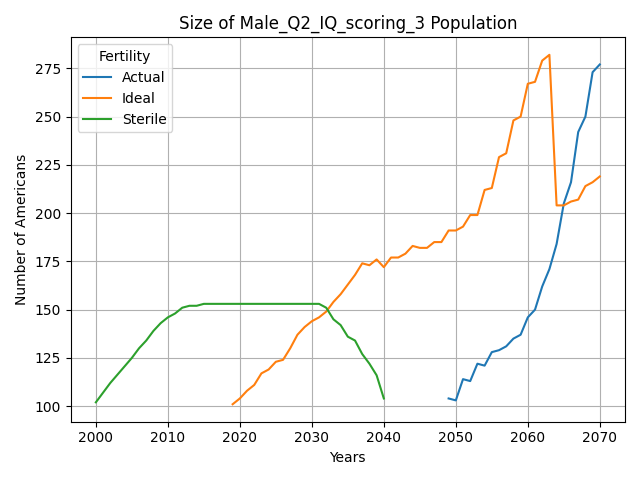 Size of Male_Q2_IQ_scoring_3 Population
Fertility
Actual
Ideal
Sterile
Number of Americans
275
250
225
200
175
150
125
100
2000 2010 2020 2030 2040 2050 2060 2070
Years